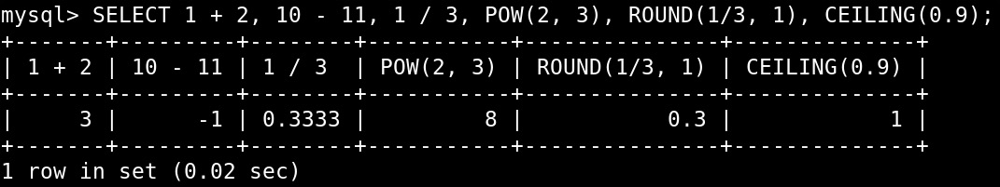 mysql> SELECT 1 + 2, 10 - 11, 1 / 3, POW(2, 3), ROUND(1/3, 1), CEILING(0.9);
+-------+---------+--------+-----------+---------------+--------------+
| 1 + 2 | 10 - 11 | 1 / 3  | POW(2, 3) | ROUND(1/3, 1) | CEILING(0.9) |
+-------+---------+--------+-----------+---------------+--------------+
|     3 |      -1 | 0.3333 |         8 |           0.3 |            1 |
+-------+---------+--------+-----------+---------------+--------------+
1 row in set (0.02 sec)